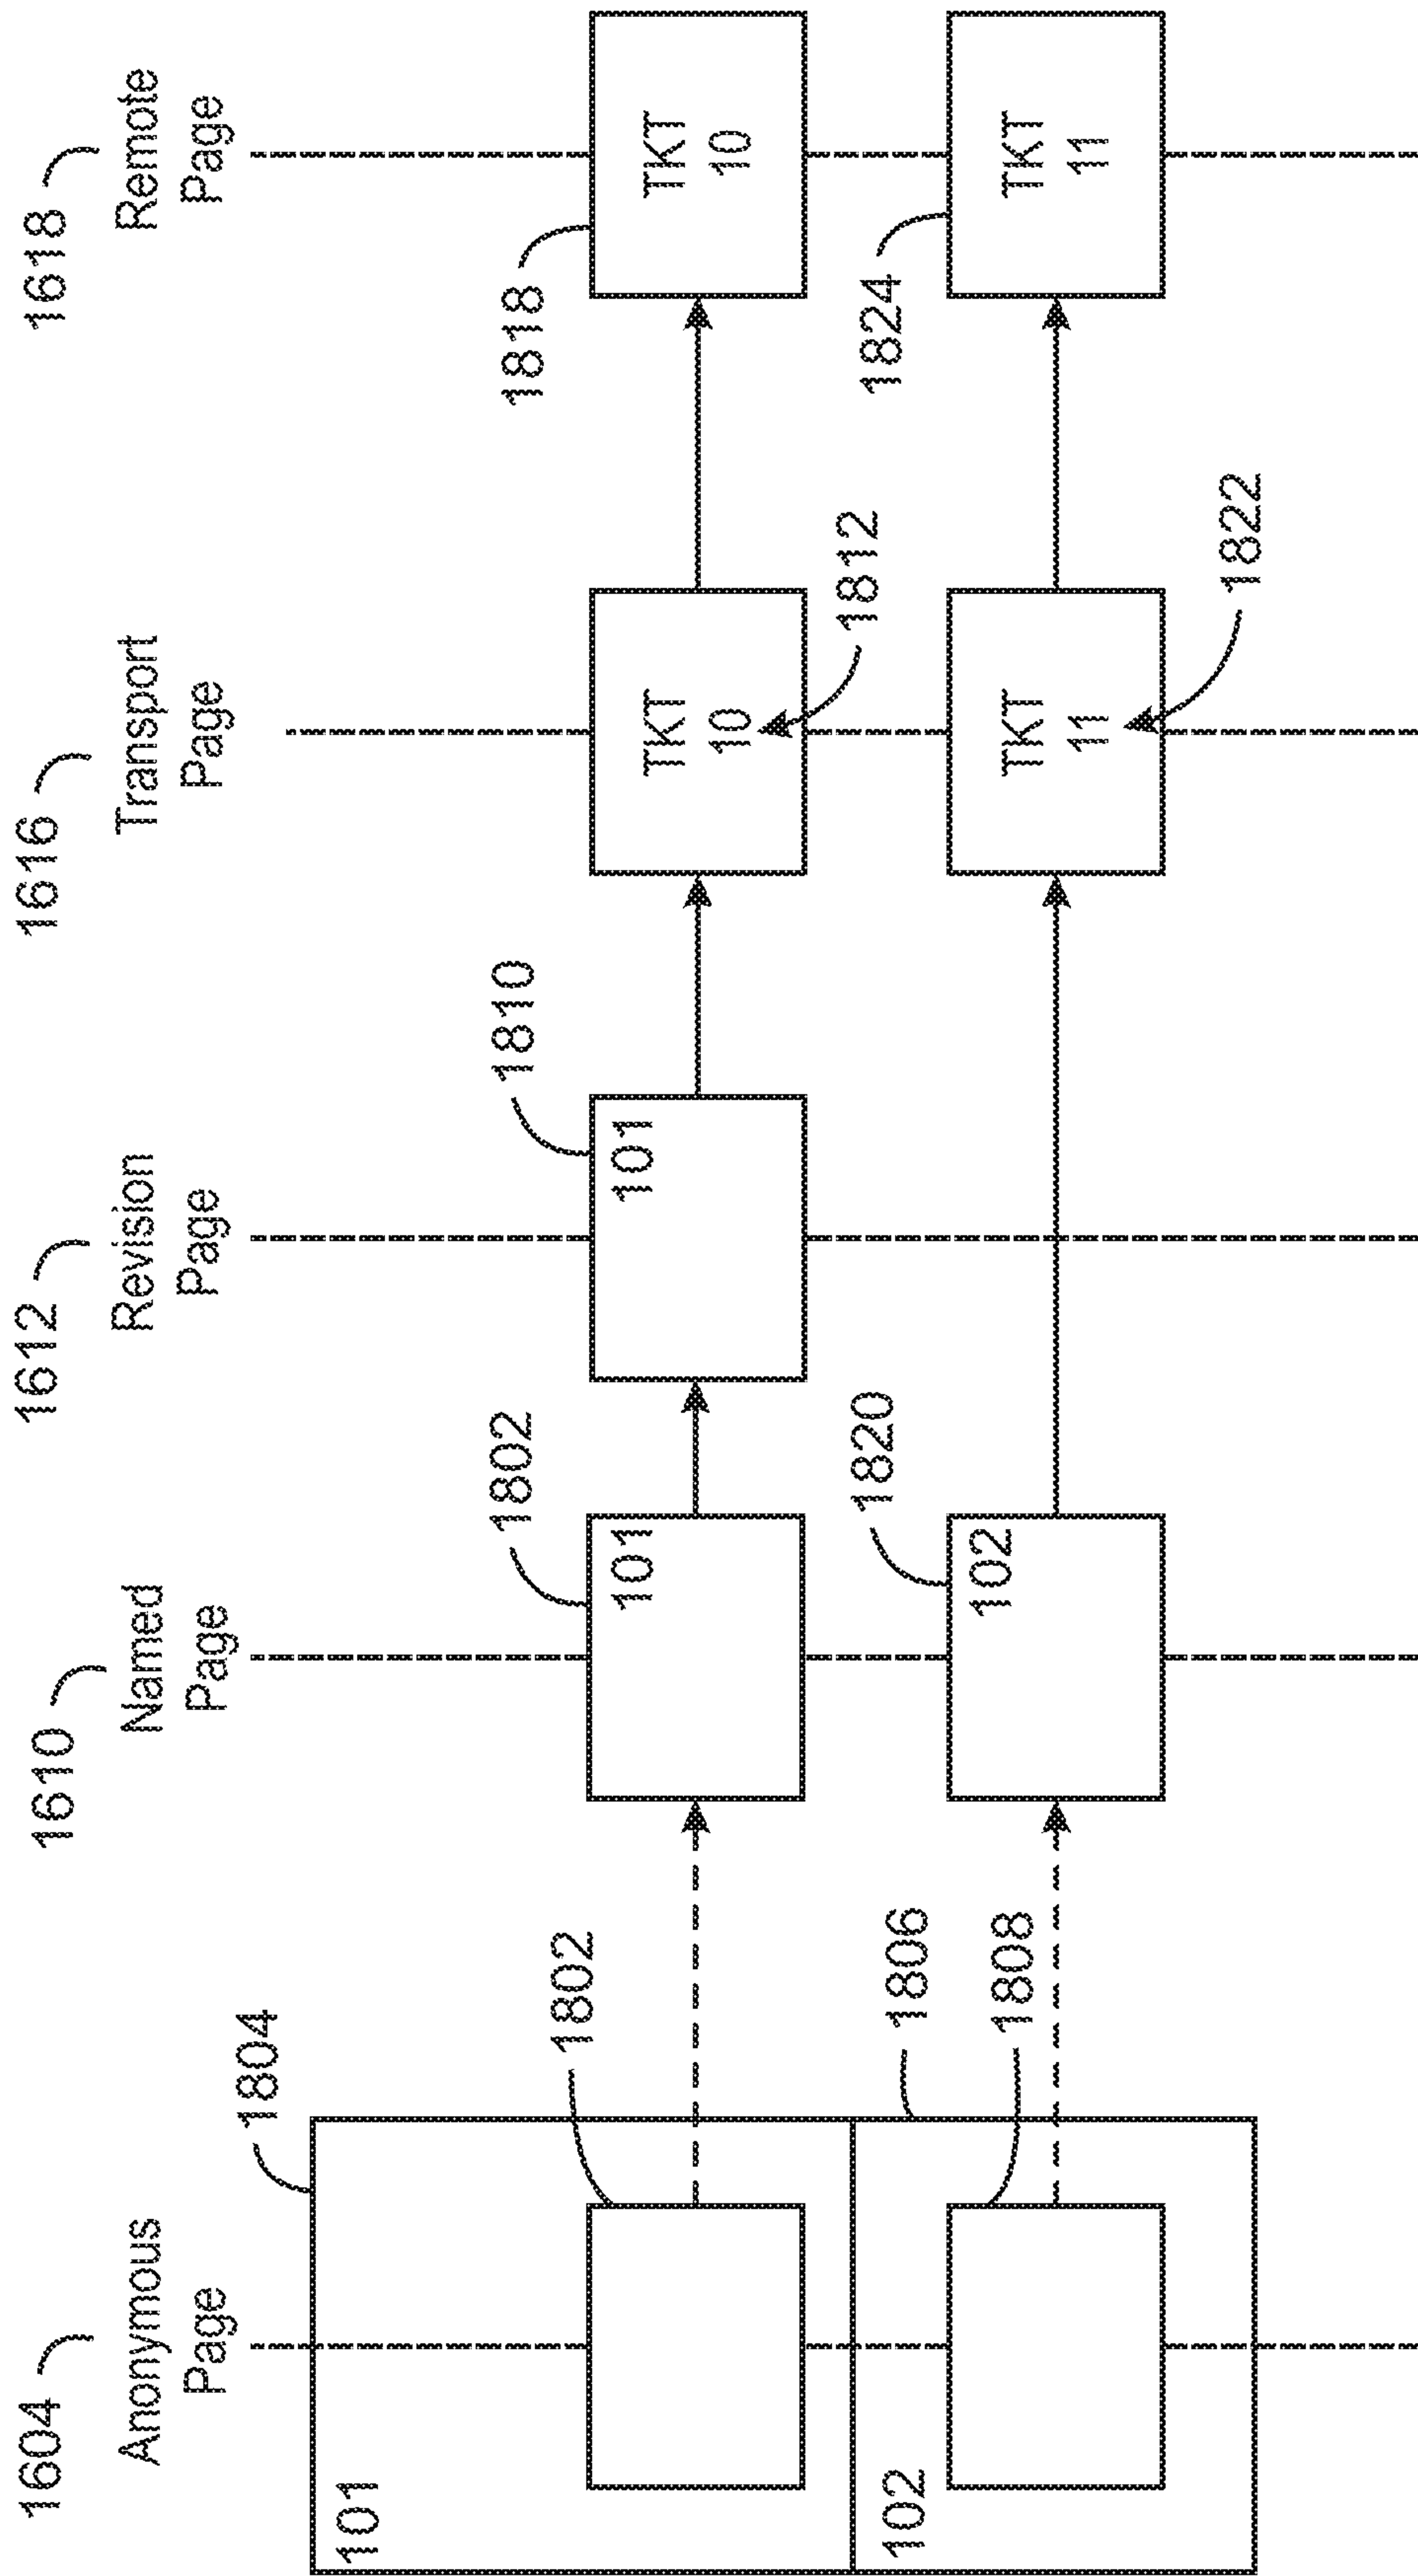 1604
Anonymous
Page
1610
Named
Page
1612
Revision
Page
1616
Transport
Page
1618
Remote
Page
1804
101
1802
1802
101
1810
101
TKT
10
1812
1818
TKT
10
1806
102
1808
1820
102
TKT
11
1822
1824
TKT
11